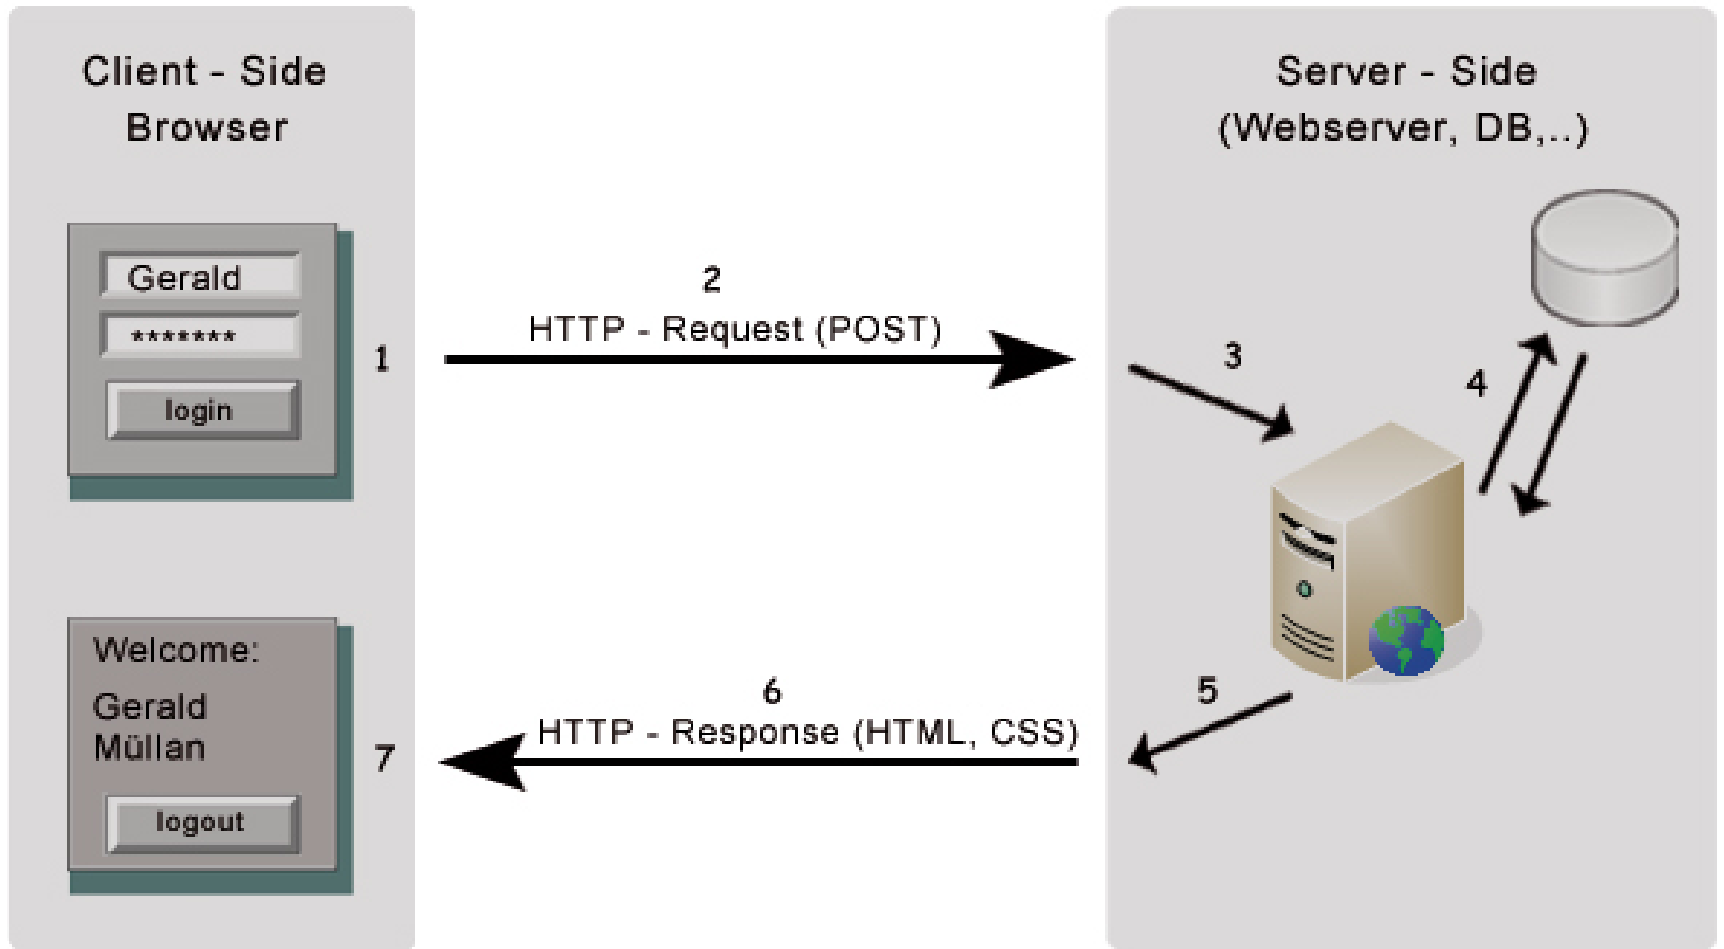 Client - Side
Browser
Gerald
*******
login
1
2
HTTP - Request (POST)
Server - Side
(Webserver, DB,..)
3
4
5
6
HTTP - Response (HTML, CSS)
7
Welcome:
Gerald
Müllan
logout